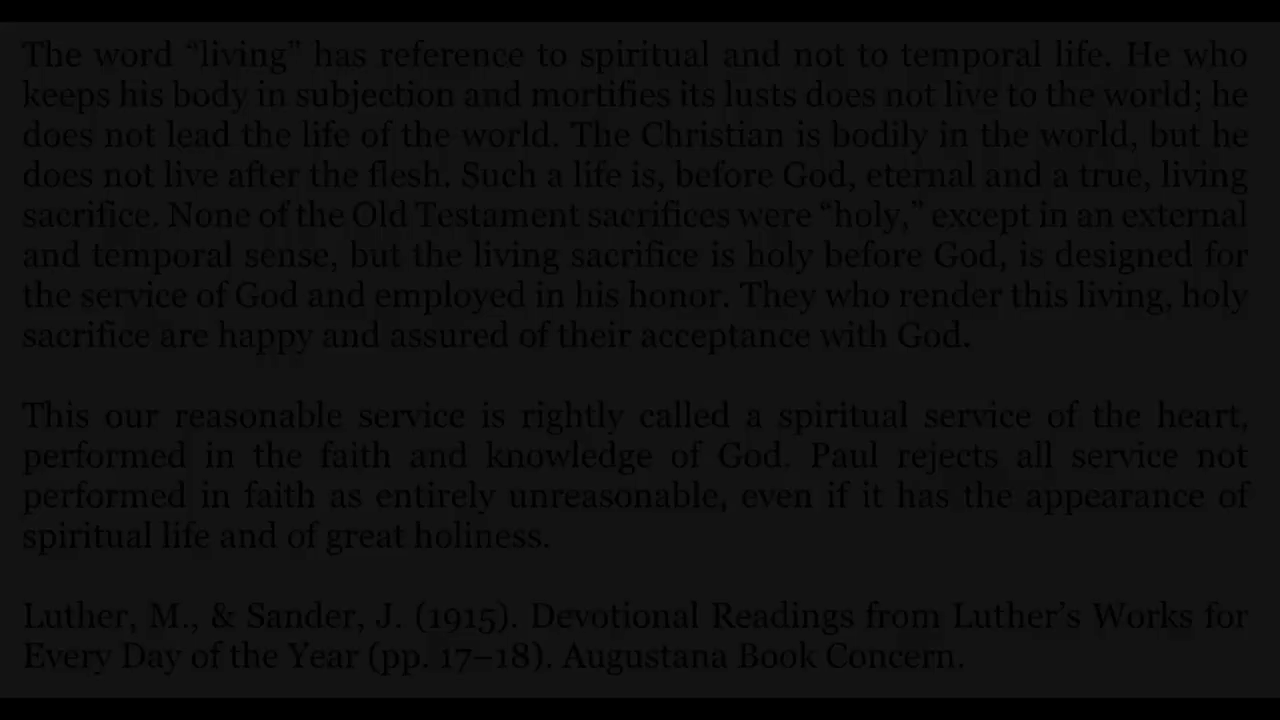 The word “living” has reference to spiritual and not to temporal life. He who
keeps his body in subjection and mortifies its lusts does not live to the world; he
does not lead the life of the world. The Christian is bodily in the world, but he
does not live after the flesh. Such a life is, before God, eternal and a true, living
sacrifice. None of the Old Testament sacrifices were “holy,” except in an external
and temporal sense, but the living sacrifice is holy before God, is designed for
the service of God and employed in his honor. They who render this living, holy
sacrifice are happy and assured of their acceptance with God.
This our reasonable service is rightly called a spiritual service of the heart,
performed in the faith and knowledge of God. Paul rejects all service not
performed in faith as entirely unreasonable, even if it has the appearance of
spiritual life and of great holiness.
Luther, M., & Sander, J. (1915). Devotional Readings from Luther’s Works for
Every Day of the Year (pp. 17–18). Augustana Book Concern.